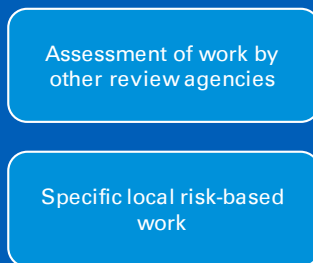 Assessment of work by
other review agencies
Specific local risk-based
work